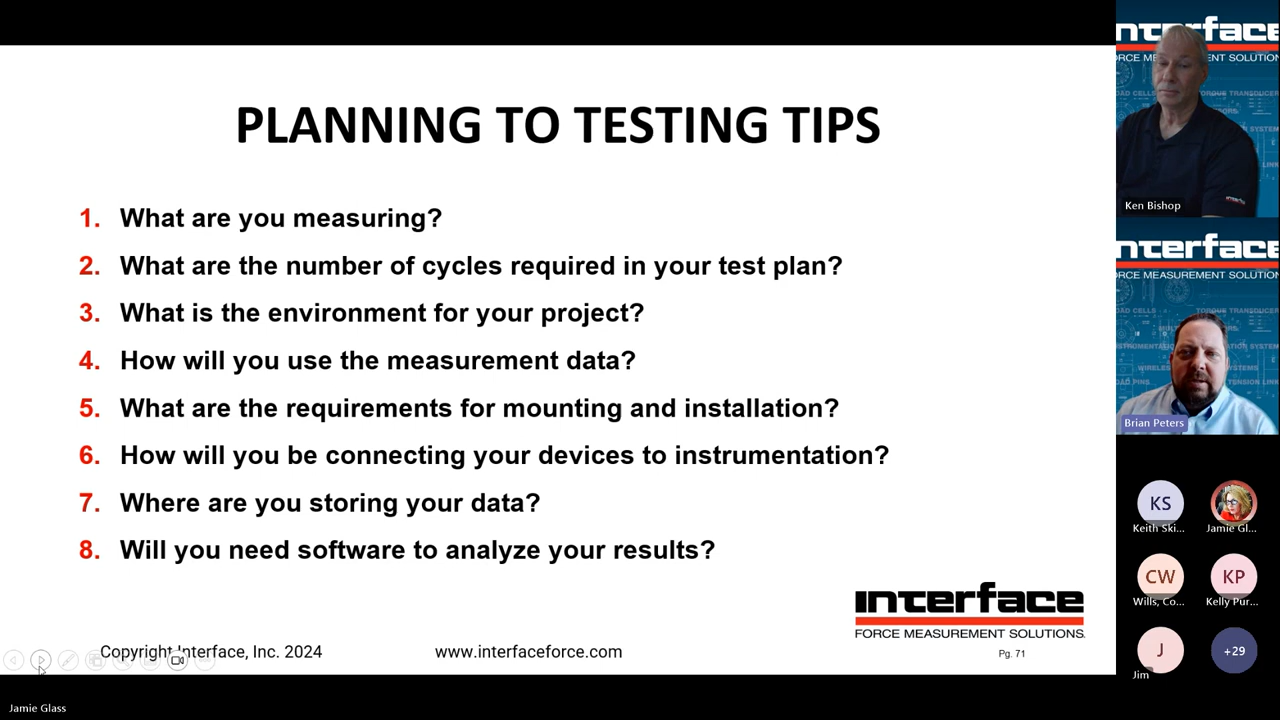 PLANNING TO TESTING TIPS
1. What are you measuring?
2. What are the number of cycles required in your test plan?
3. What is the environment for your project?
4. How will you use the measurement data?
5. What are the requirements for mounting and installation?
6. How will you be connecting your devices to instrumentation?
7. Where are you storing your data?
8. Will you need software to analyze your results?
interface
FORCE MEASUREMENT SOLUTIONS.
Copyright Interface, Inc. 2024
www.interfaceforce.com
Pg. 71
Jamie Glass
nterface
ORCE MEASUREMENT SOLUTION
Ken Bishop
interface
FORCE MEASUREMENT SOLUTION
Brian Peters
KS
Keith Ski...
Jamie Gl...
CW
Wills, Co...
KP
Kelly Pur...
J
Jim
+29